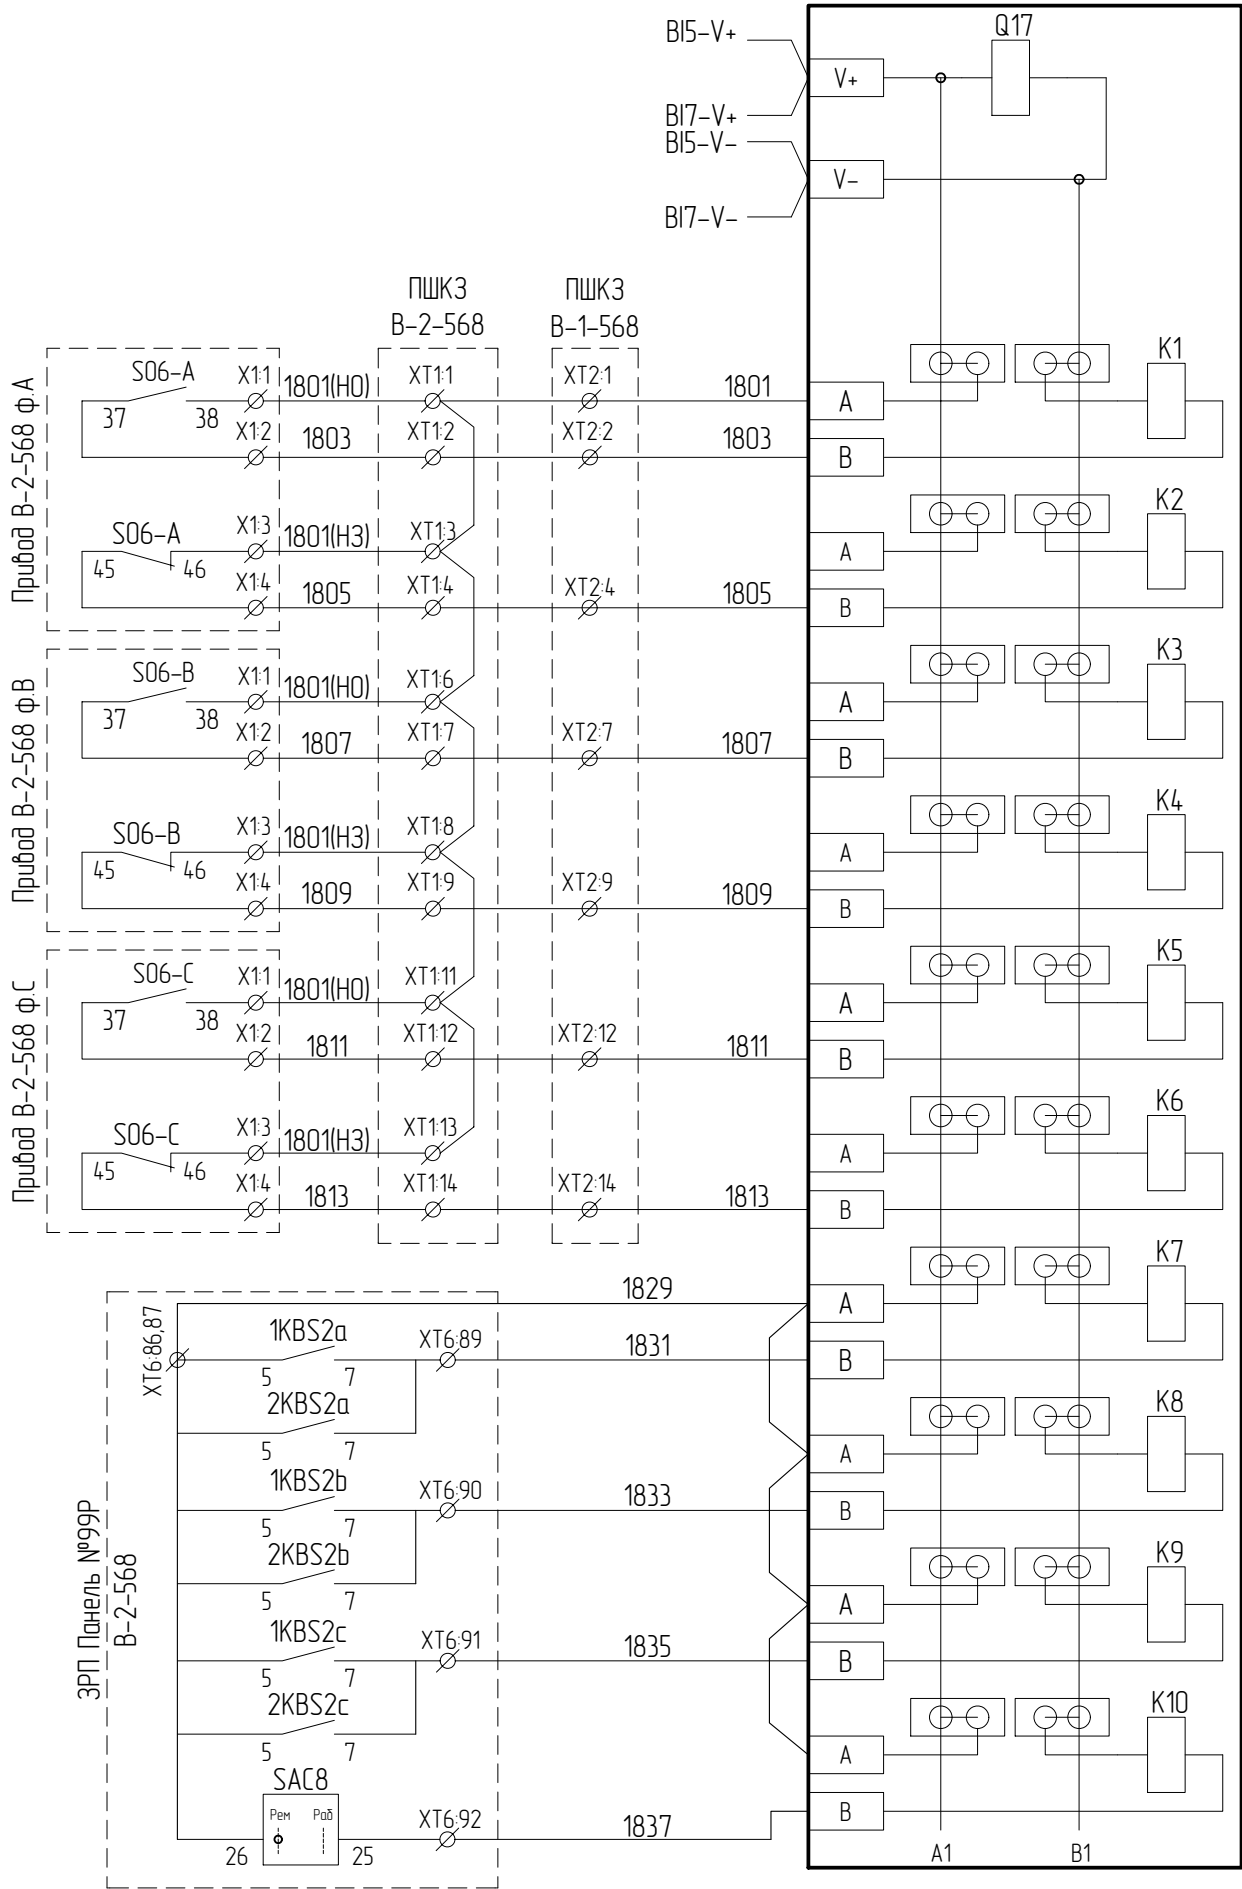 Q17
BI5-V+
V+
BI7-V+
BI5-V-
V-
BI7-V-
ПШКЗ
В-2-568
ПШКЗ
В-1-568
Привод В-2-568 ф.А
S06-A
37
38
X1:1
1801(НО)
XT1:1
XT2:1
1801
A
K1
X1:2
1803
XT1:2
XT2:2
1803
B
S06-A
45
46
X1:3
1801(НЗ)
XT1:3
A
K2
X1:4
1805
XT1:4
XT2:4
1805
B
Привод В-2-568 ф.В
S06-B
37
38
X1:1
1801(НО)
XT1:6
A
K3
X1:2
1807
XT1:7
XT2:7
1807
B
S06-B
45
46
X1:3
1801(НЗ)
XT1:8
A
K4
X1:4
1809
XT1:9
XT2:9
1809
B
Привод В-2-568 ф.С
S06-C
37
38
X1:1
1801(НО)
XT1:11
A
K5
X1:2
1811
XT1:12
XT2:12
1811
B
S06-C
45
46
X1:3
1801(НЗ)
XT1:13
A
K6
X1:4
1813
XT1:14
XT2:14
1813
B
ЗРП Панель №99Р
В-2-568
XT6:86,87
1829
A
K7
1KBS2a
5
7
XT6:89
1831
B
2KBS2a
5
7
A
K8
1KBS2b
5
7
XT6:90
1833
B
2KBS2b
5
7
A
K9
1KBS2c
5
7
XT6:91
1835
B
2KBS2c
5
7
A
K10
SAC8
Рем
Раб
26
25
XT6:92
1837
B
A1
B1